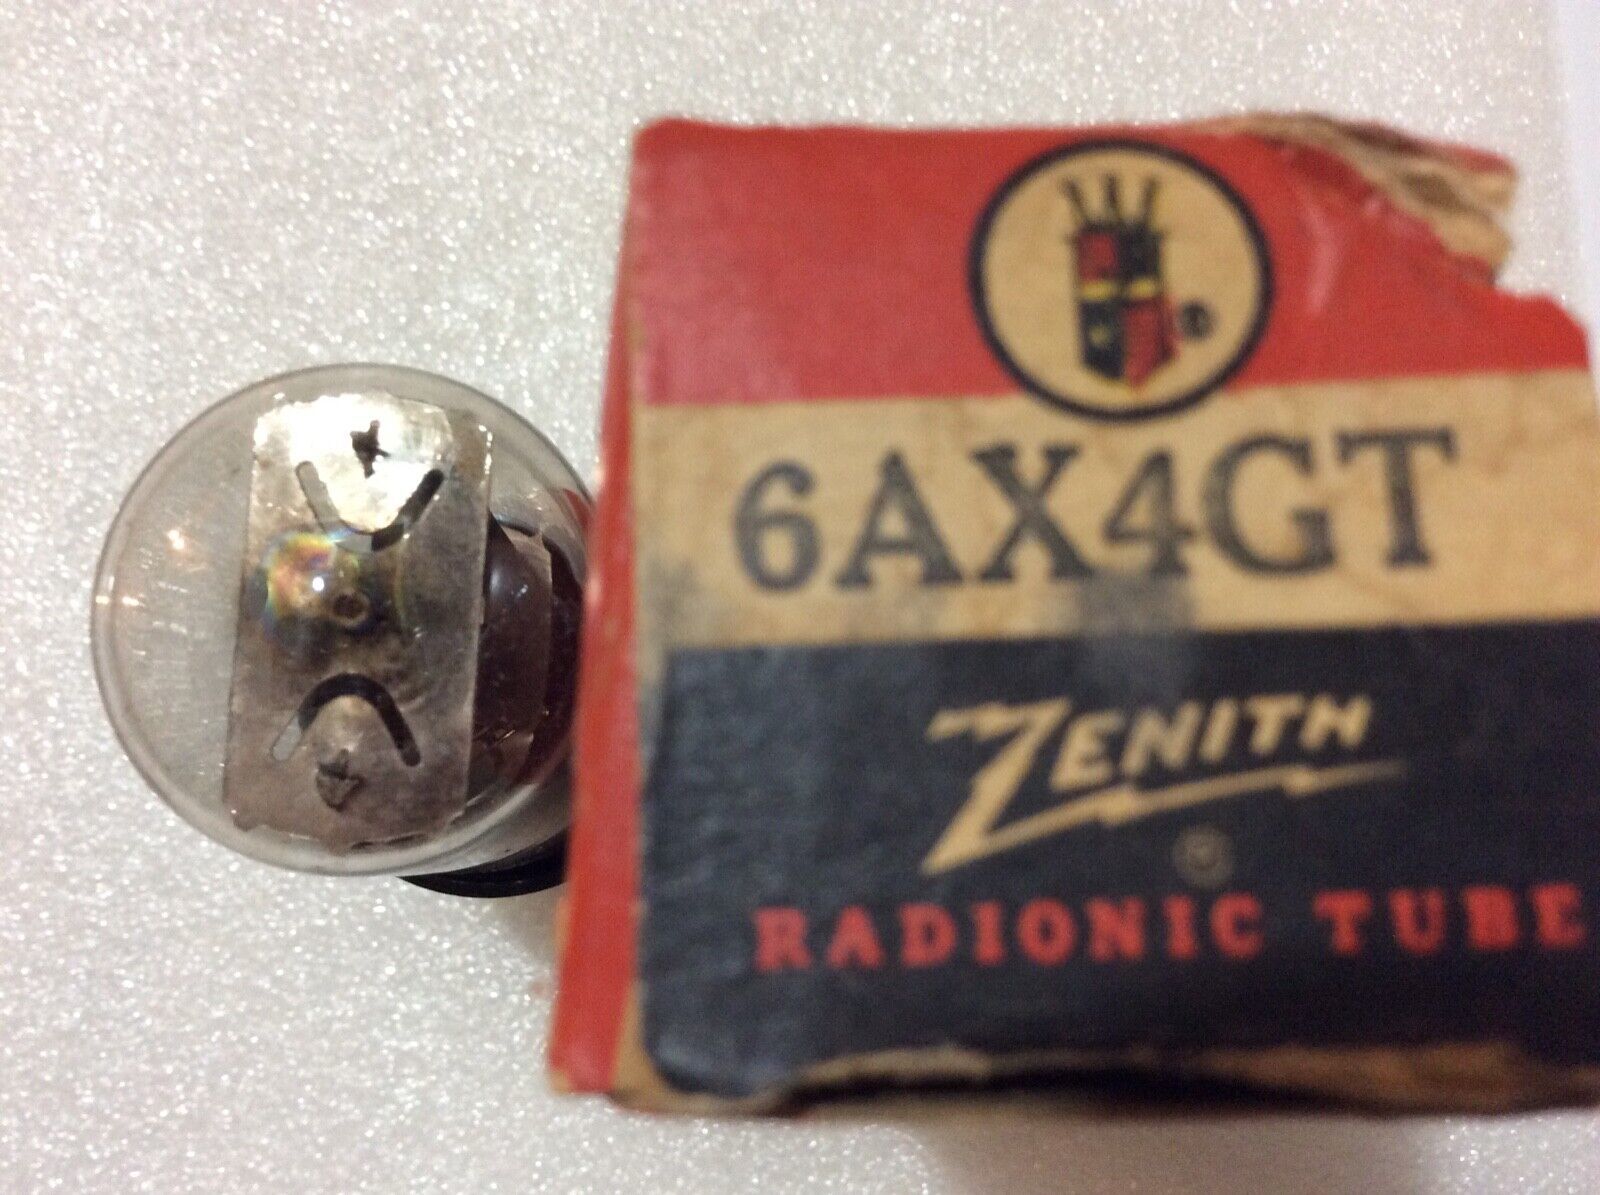 ®
6AX4GT
ZENITH
RADIONIC TUBE